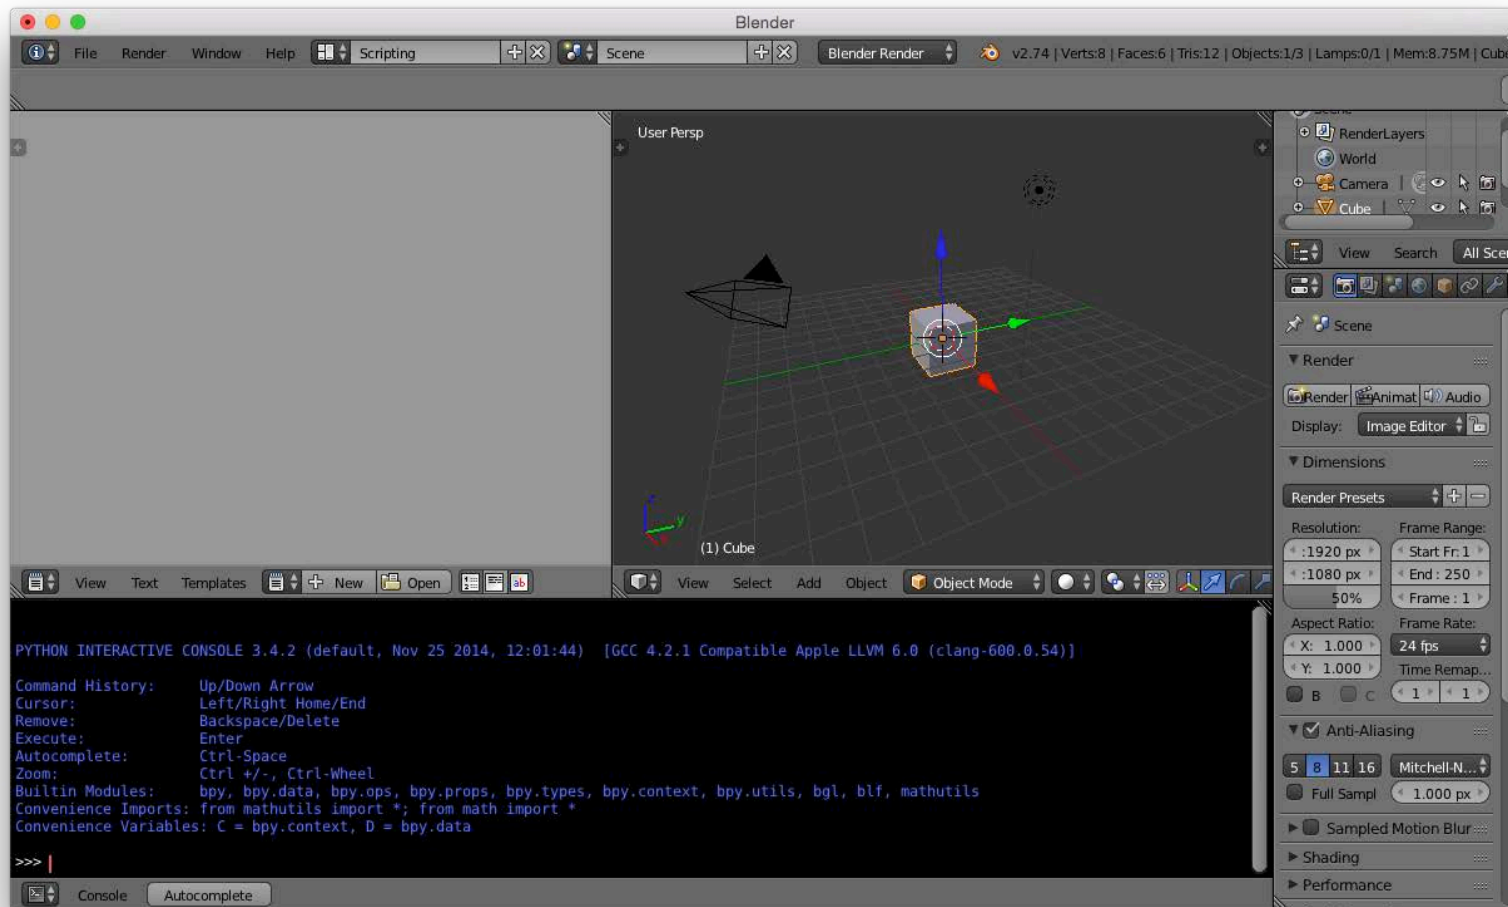 Blender
File Render Window Help Scripting Scene Blender Render v2.74 | Verts:8 | Faces:6 | Tris:12 | Objects:1/3 | Lamps:0/1 | Mem:8.75M | Cube
User Persp
(1) Cube
View Text Templates New Open ab
View Select Add Object Object Mode
PYTHON INTERACTIVE CONSOLE 3.4.2 (default, Nov 25 2014, 12:01:44)  [GCC 4.2.1 Compatible Apple LLVM 6.0 (clang-600.0.54)]
Command History: Up/Down Arrow
Cursor: Left/Right Home/End
Remove: Backspace/Delete
Execute: Enter
Autocomplete: Ctrl-Space
Zoom: Ctrl +/-, Ctrl-Wheel
Builtin Modules: bpy, bpy.data, bpy.ops, bpy.props, bpy.types, bpy.context, bpy.utils, bgl, blf, mathutils
Convenience Imports: from mathutils import *; from math import *
Convenience Variables: C = bpy.context, D = bpy.data
>>>
Console Autocomplete
RenderLayers
World
Camera
Cube
View Search All Sce
Scene
Render
Render Animat Audio
Display: Image Editor
Dimensions
Render Presets
Resolution: Frame Range:
:1920 px Start Fr: 1
:1080 px End : 250
50% Frame : 1
Aspect Ratio: Frame Rate:
X: 1.000 24 fps
Y: 1.000 Time Remap...
B C 1 1
Anti-Aliasing
5 8 11 16 Mitchell-N...
Full Sampl 1.000 px
Sampled Motion Blur
Shading
Performance